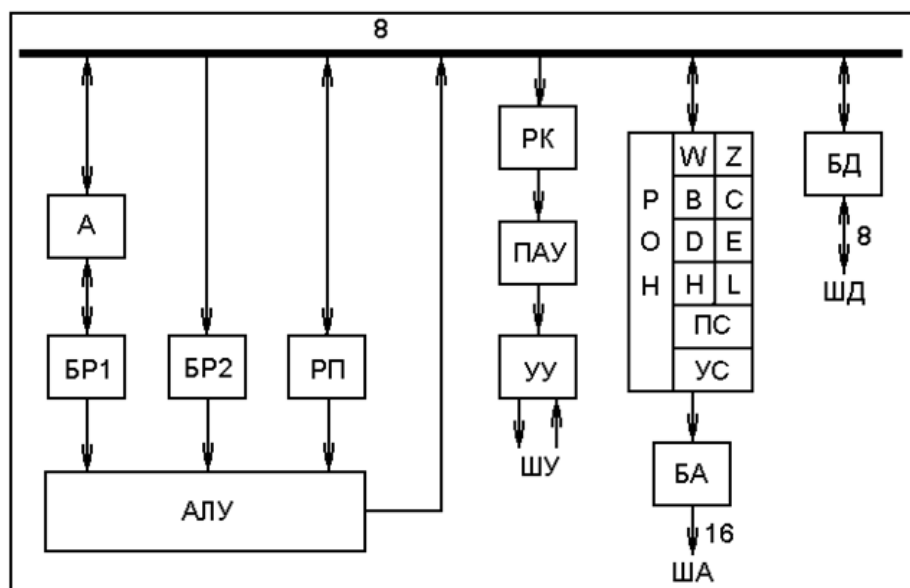 8
РК
W Z
БД
Р
B C
А
О
ПАУ
D E
8
Н
H L
ШД
ПС
БР1 БР2 РП
УУ
УС
ШУ
БА
АЛУ
16
ША